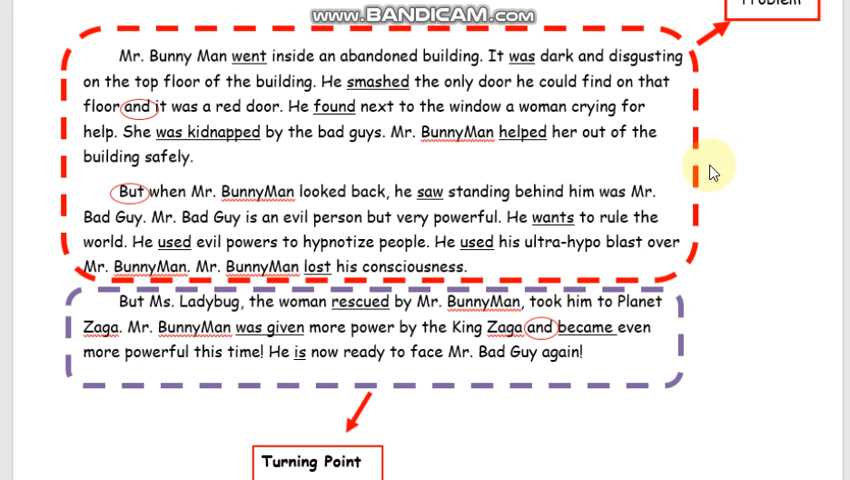 www.BANDICAM.com
Problem
Mr. Bunny Man went inside an abandoned building. It was dark and disgusting
on the top floor of the building. He smashed the only door he could find on that
floor and it was a red door. He found next to the window a woman crying for
help. She was kidnapped by the bad guys. Mr. BunnyMan helped her out of the
building safely.
But when Mr. BunnyMan looked back, he saw standing behind him was Mr.
Bad Guy. Mr. Bad Guy is an evil person but very powerful. He wants to rule the
world. He used evil powers to hypnotize people. He used his ultra-hypo blast over
Mr. BunnyMan. Mr. BunnyMan lost his consciousness.
But Ms. Ladybug, the woman rescued by Mr. BunnyMan, took him to Planet
Zaga. Mr. BunnyMan was given more power by the King Zaga and became even
more powerful this time! He is now ready to face Mr. Bad Guy again!
Turning Point